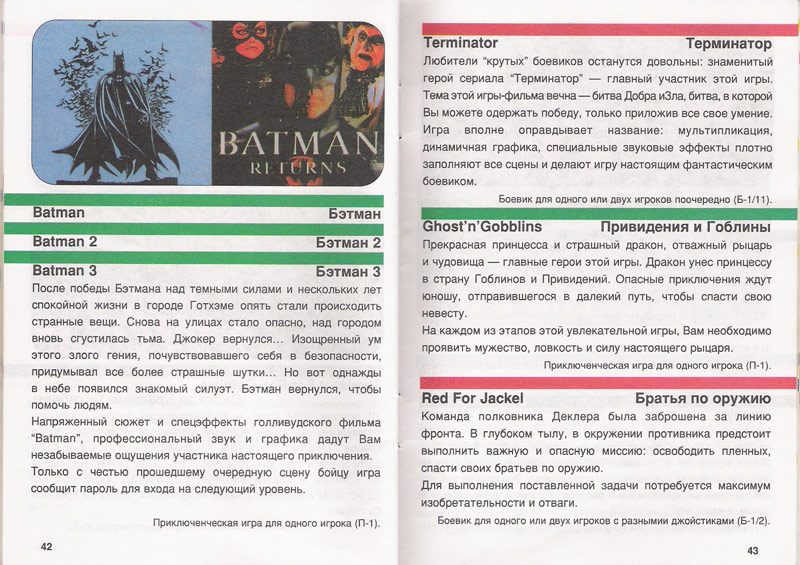 BATMAN
RETURNS
Batman Бэтман
Batman 2 Бэтман 2
Batman 3 Бэтман 3
После победы Бэтмана над темными силами и нескольких лет
спокойной жизни в городе Готхэме опять стали происходить
странные вещи. Снова на улицах стало опасно, над городом
вновь сгустилась тьма. Джокер вернулся... Изощренный ум
этого злого гения, почувствовавшего себя в безопасности,
придумывал все более страшные шутки... Но вот однажды
в небе появился знакомый силуэт. Бэтман вернулся, чтобы
помочь людям.
Напряженный сюжет и спецэффекты голливудского фильма
“Batman”, профессиональный звук и графика дадут Вам
незабываемые ощущения участника настоящего приключения.
Только с честью прошедшему очередную сцену бойцу игра
сообщит пароль для входа на следующий уровень.
Приключенческая игра для одного игрока (П-1).
42
Terminator Терминатор
Любители “крутых” боевиков останутся довольны: знаменитый
герой сериала “Терминатор” — главный участник этой игры.
Тема этой игры-фильма вечна — битва Добра иЗла, битва, в которой
Вы можете одержать победу, только приложив все свое умение.
Игра вполне оправдывает название: мультипликация,
динамичная графика, специальные звуковые эффекты плотно
заполняют все сцены и делают игру настоящим фантастическим
боевиком.
Боевик для одного или двух игроков поочередно (Б-1/11).
Ghost’n’Gobblins Привидения и Гоблины
Прекрасная принцесса и страшный дракон, отважный рыцарь
и чудовища — главные герои этой игры. Дракон унес принцессу
в страну Гоблинов и Привидений. Опасные приключения ждут
юношу, отправившегося в далекий путь, чтобы спасти свою
невесту.
На каждом из этапов этой увлекательной игры, Вам необходимо
проявить мужество, ловкость и силу настоящего рыцаря.
Приключенческая игра для одного игрока (П-1).
Red For Jackel Братья по оружию
Команда полковника Деклера была заброшена за линию
фронта. В глубоком тылу, в окружении противника предстоит
выполнить важную и опасную миссию: освободить пленных,
спасти своих братьев по оружию.
Для выполнения поставленной задачи потребуется максимум
изобретательности и отваги.
Боевик для одного или двух игроков с разными джойстиками (Б-1/2).
43